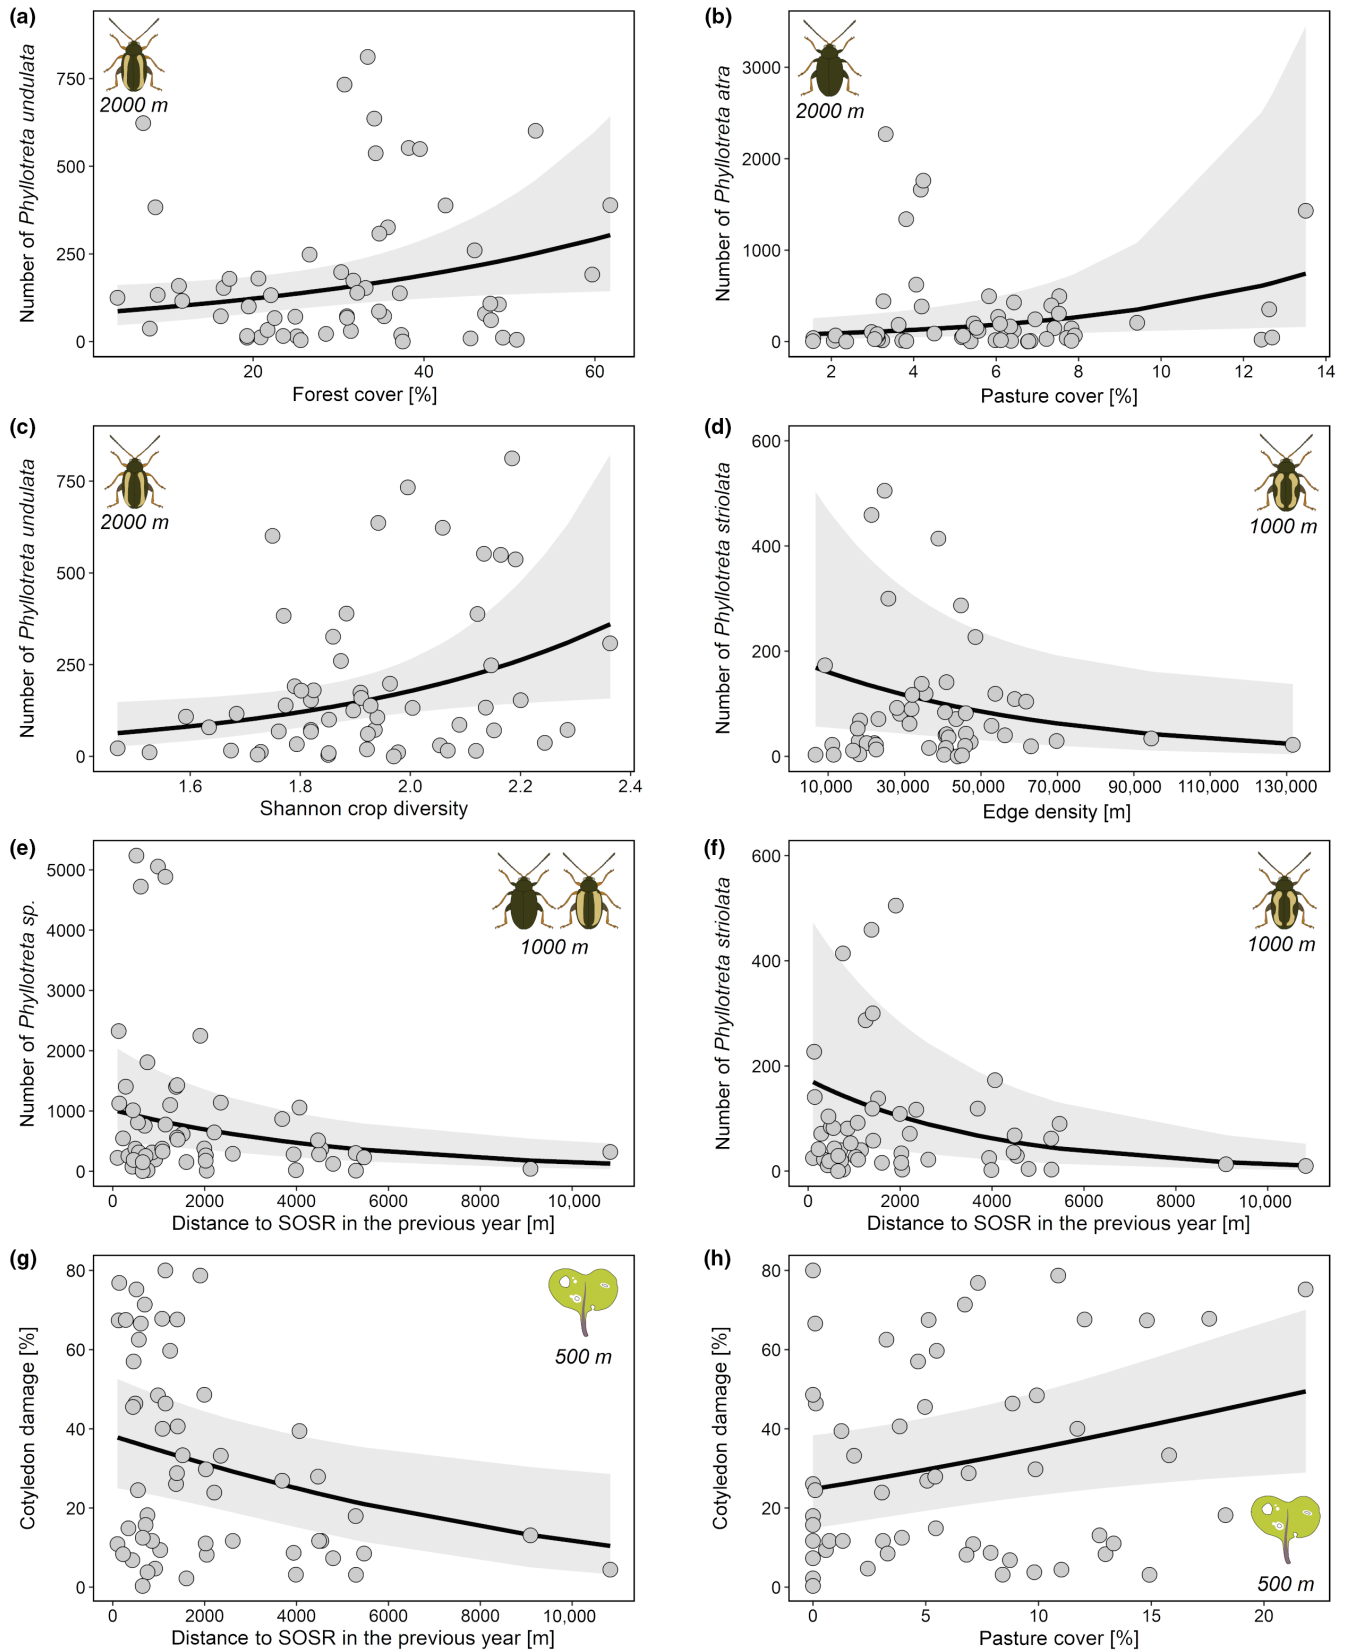 (a)
Number of Phyllotreta undulata
750
500
250
0
2000 m
20
40
60
Forest cover [%]
(b)
Number of Phyllotreta atra
3000
2000
1000
0
2000 m
2
4
6
8
10
12
14
Pasture cover [%]
(c)
Number of Phyllotreta undulata
750
500
250
0
2000 m
1.6
1.8
2.0
2.2
2.4
Shannon crop diversity
(d)
Number of Phyllotreta striolata
600
400
200
0
1000 m
10,000
30,000
50,000
70,000
90,000
110,000
130,000
Edge density [m]
(e)
Number of Phyllotreta sp.
5000
4000
3000
2000
1000
0
1000 m
0
2000
4000
6000
8000
10,000
Distance to SOSR in the previous year [m]
(f)
Number of Phyllotreta striolata
600
400
200
0
1000 m
0
2000
4000
6000
8000
10,000
Distance to SOSR in the previous year [m]
(g)
Cotyledon damage [%]
80
60
40
20
0
500 m
0
2000
4000
6000
8000
10,000
Distance to SOSR in the previous year [m]
(h)
Cotyledon damage [%]
80
60
40
20
0
500 m
0
5
10
15
20
Pasture cover [%]